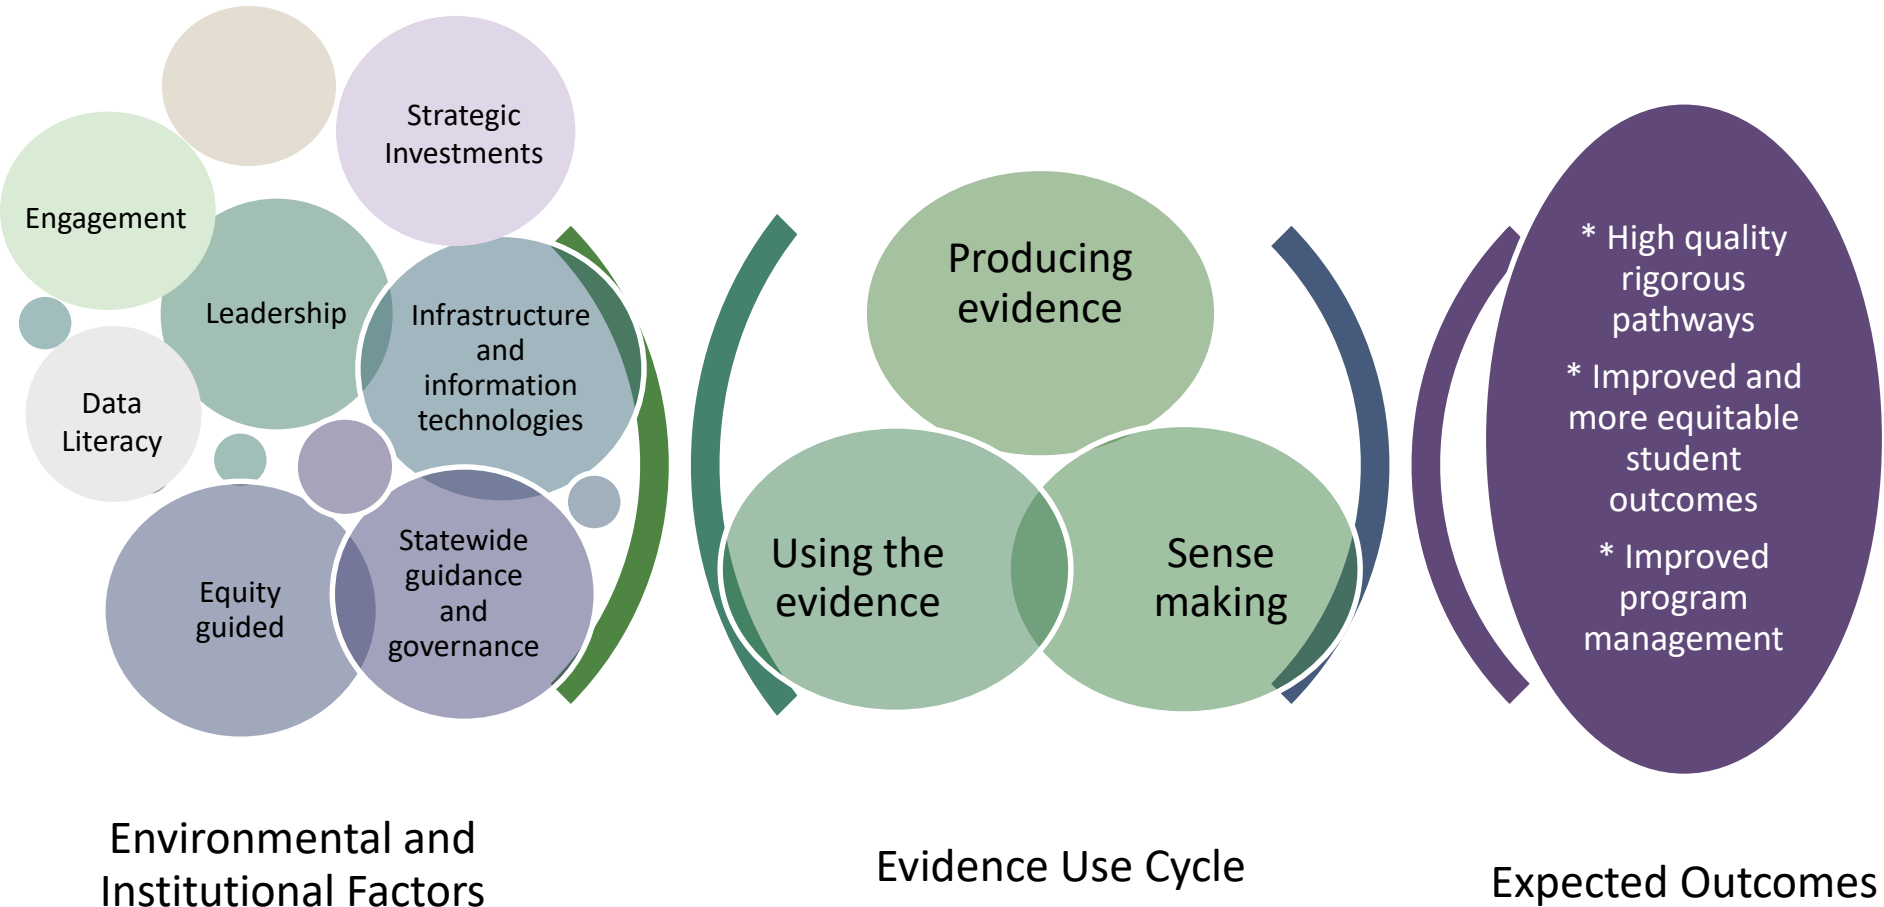 Strategic
Investments
Engagement
Leadership
Infrastructure
and
information
technologies
Data
Literacy
Equity
guided
Statewide
guidance
and
governance
Environmental and
Institutional Factors
Producing
evidence
Using the
evidence
Sense
making
Evidence Use Cycle
* High quality
rigorous
pathways
* Improved and
more equitable
student
outcomes
* Improved
program
management
Expected Outcomes